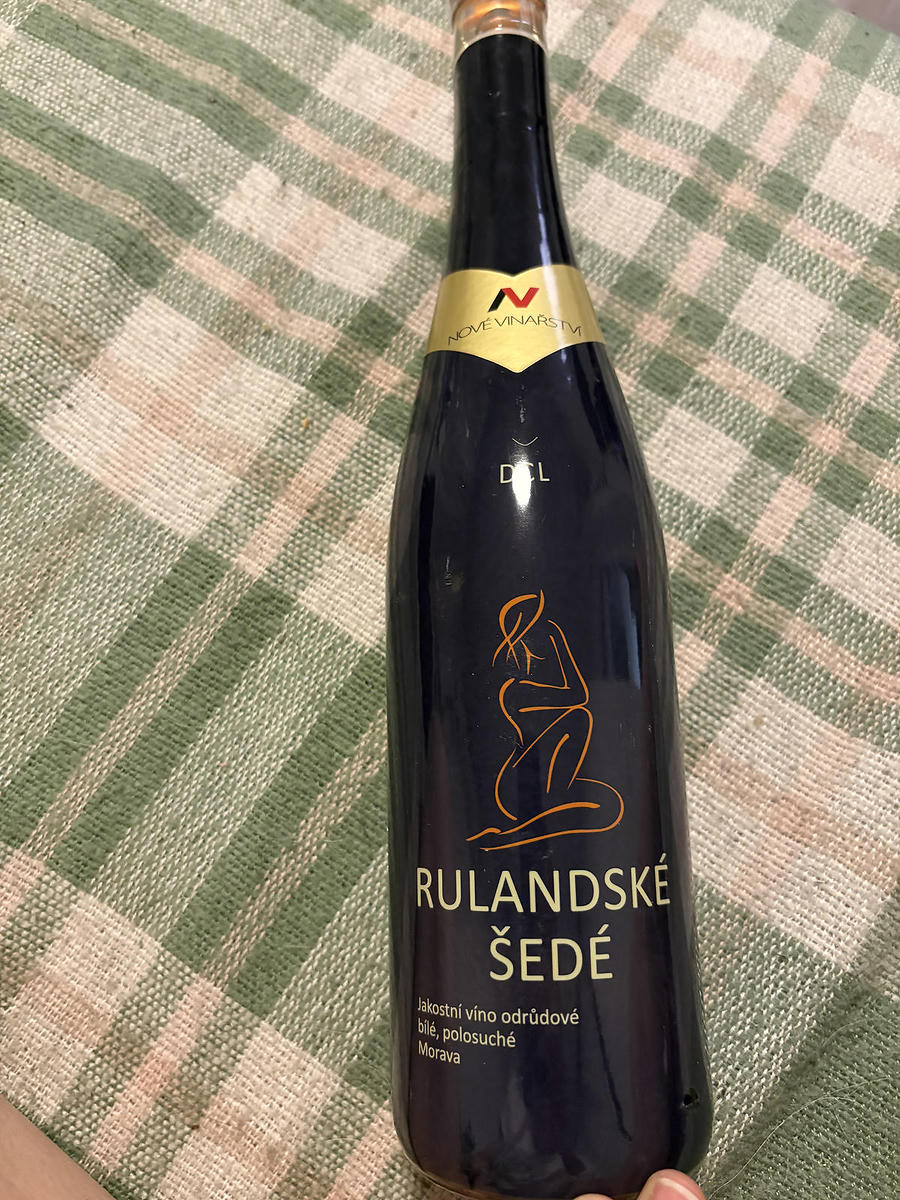 NOVÉ VINAŘSTVÍ
RULANDSKÉ
ŠEDÉ
Jakostní víno odrůdové
bílé, polosuché
Morava